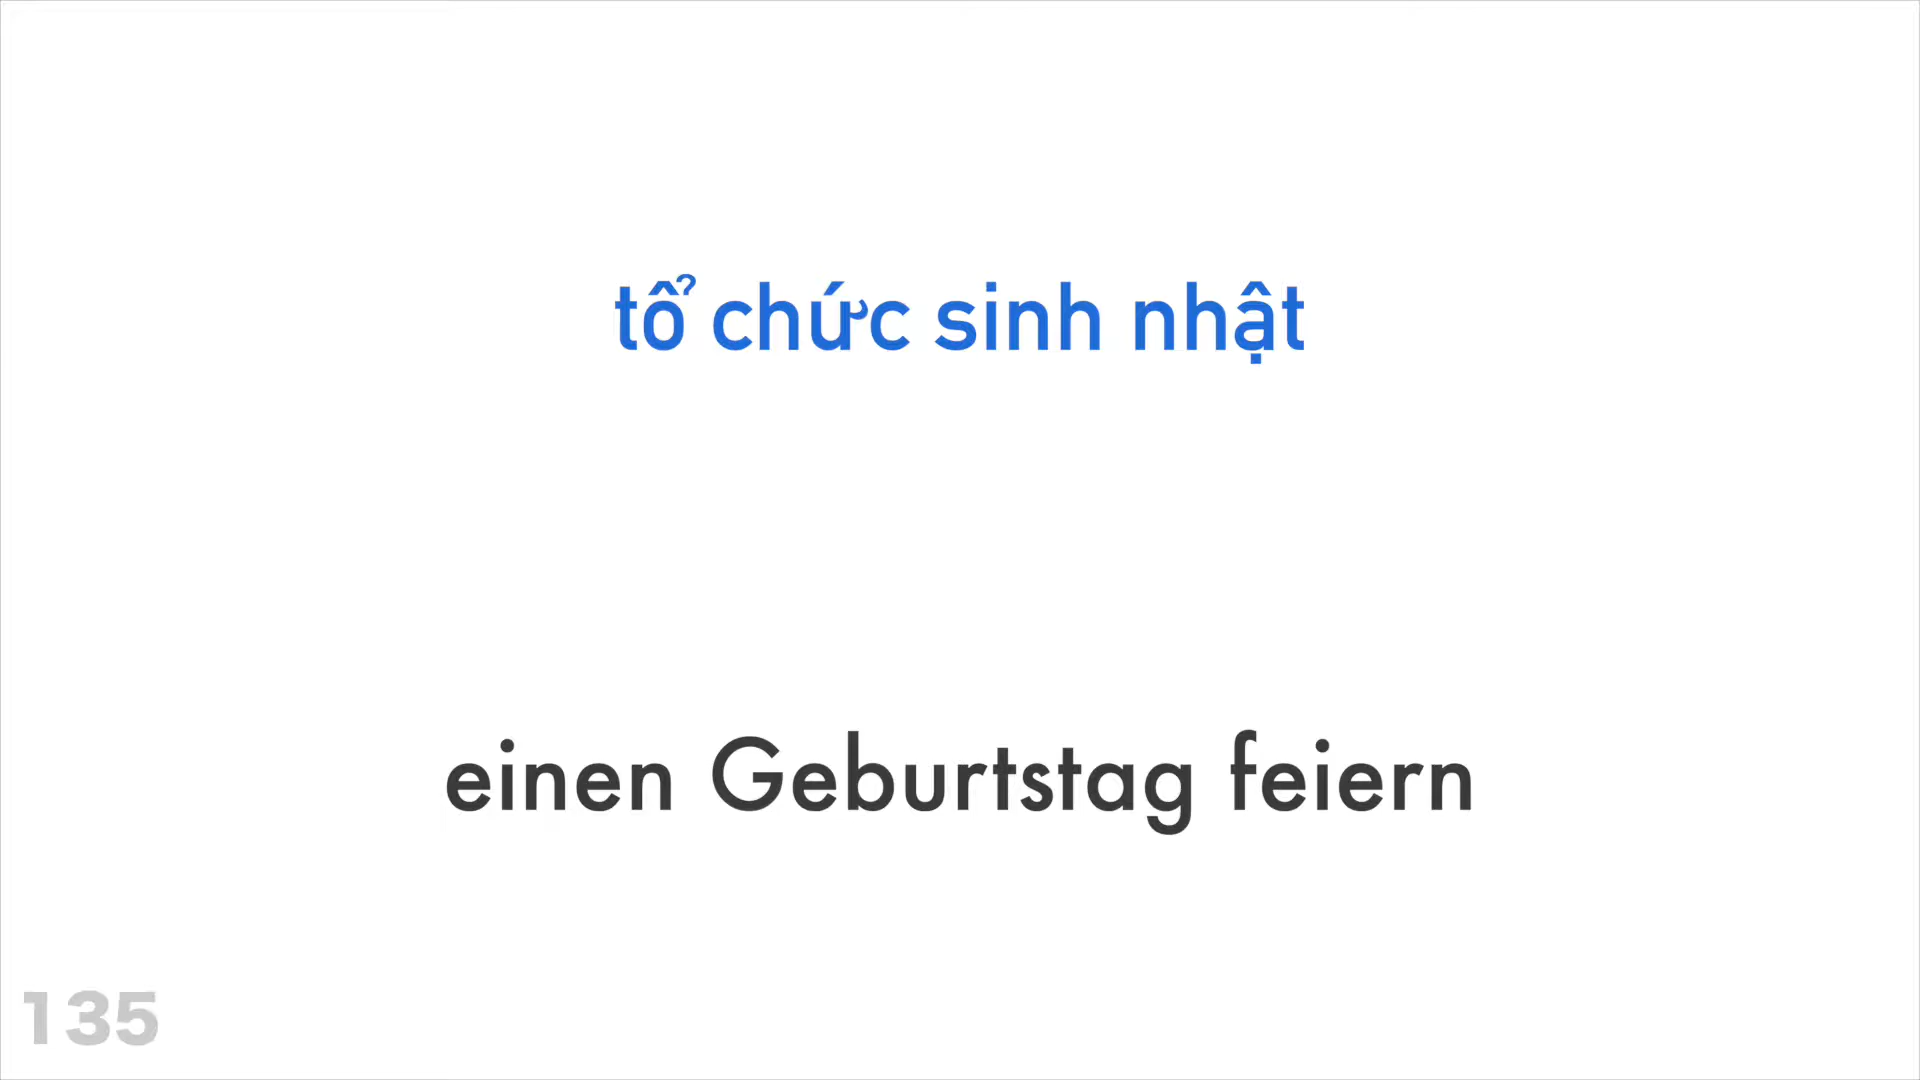 tổ chức sinh nhật
einen Geburtstag feiern
135